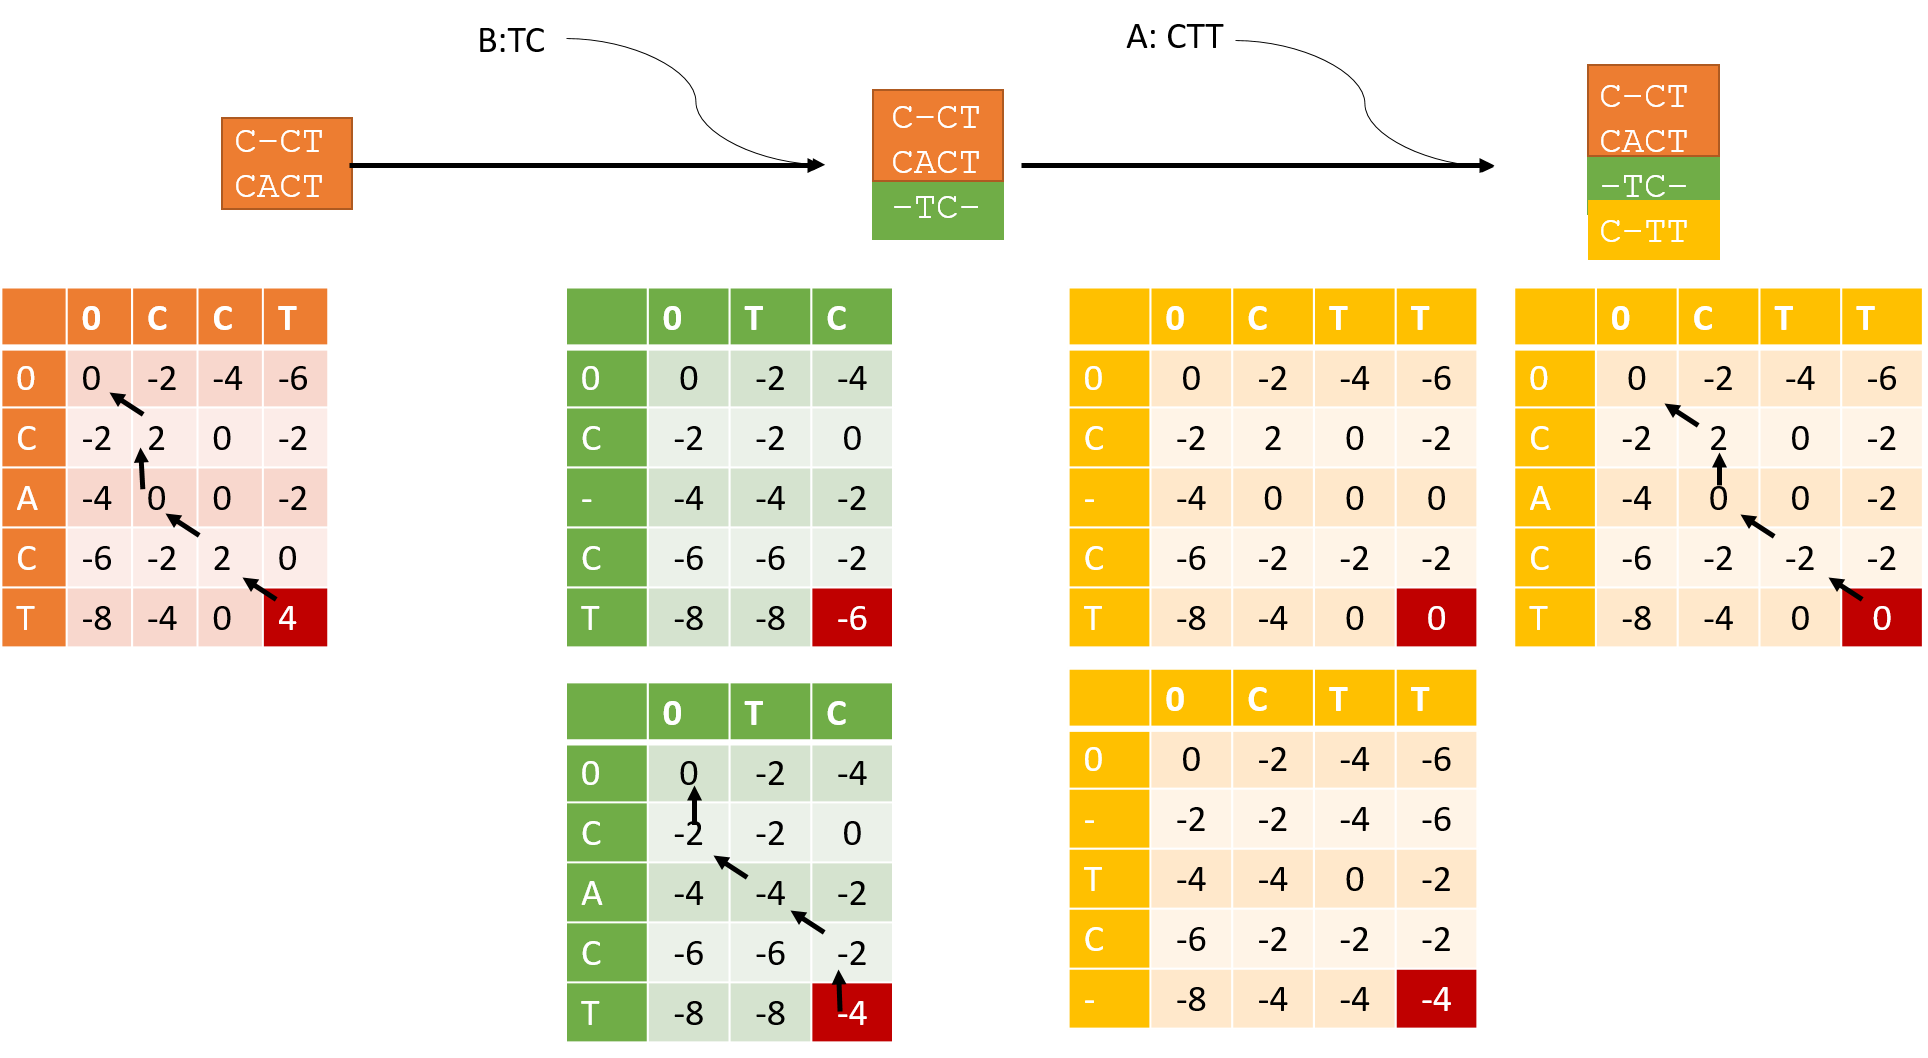 B:TC
A: CTT
C-CT
CACT
C-CT
CACT
-TC-
C-CT
CACT
-TC-
C-TT
0 C C T
0 0 -2 -4 -6
C -2 2 0 -2
A -4 0 0 -2
C -6 -2 2 0
T -8 -4 0 4
0 T C
0 0 -2 -4
C -2 -2 0
- -4 -4 -2
C -6 -6 -2
T -8 -8 -6
0 C T T
0 0 -2 -4 -6
C -2 2 0 -2
- -4 0 0 0
C -6 -2 -2 -2
T -8 -4 0 0
0 C T T
0 0 -2 -4 -6
C -2 2 0 -2
A -4 0 0 -2
C -6 -2 -2 -2
T -8 -4 0 0
0 T C
0 0 -2 -4
C -2 -2 0
A -4 -4 -2
C -6 -6 -2
T -8 -8 -4
0 C T T
0 0 -2 -4 -6
- -2 -2 -4 -6
T -4 -4 0 -2
C -6 -2 -2 -2
- -8 -4 -4 -4